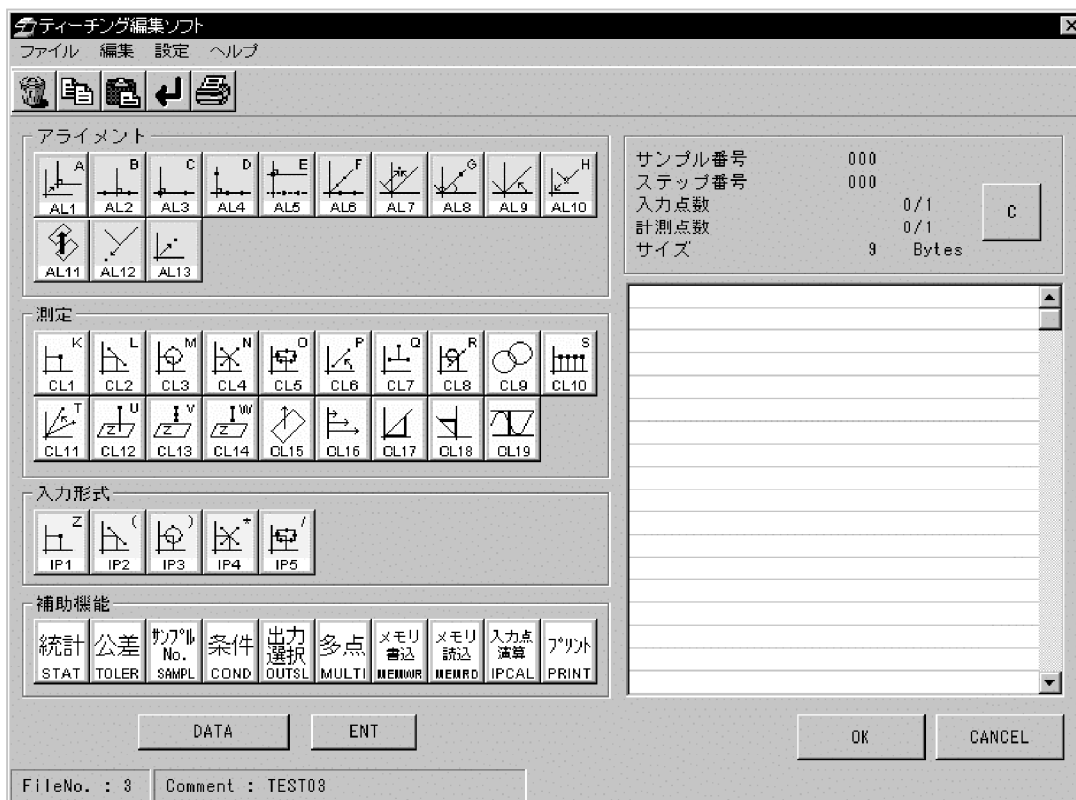 ティーチング編集ソフト
ファイル 編集 設定 ヘルプ
アライメント
A B C D E F G H
AL1 AL2 AL3 AL4 AL5 AL6 AL7 AL8 AL9 AL10
AL11 AL12 AL13
測定
K L M N O P Q R S
CL1 CL2 CL3 CL4 CL5 CL6 CL7 CL8 CL9 CL10
T U V W
CL11 CL12 CL13 CL14 CL15 CL16 CL17 CL18 CL19
入力形式
Z ( ) * /
IP1 IP2 IP3 IP4 IP5
補助機能
統計 公差 サンプル No. 条件 出力選択 多点 メモリ書込 メモリ読込 入力点演算 プリント
STAT TOLER SAMPL COND OUTSL MULTI MEMWR MEMRD IPCAL PRINT
DATA ENT
サンプル番号 000
ステップ番号 000
入力点数 0/1
計測点数 0/1
サイズ 9 Bytes
C
OK CANCEL
FileNo. : 3 Comment : TEST03